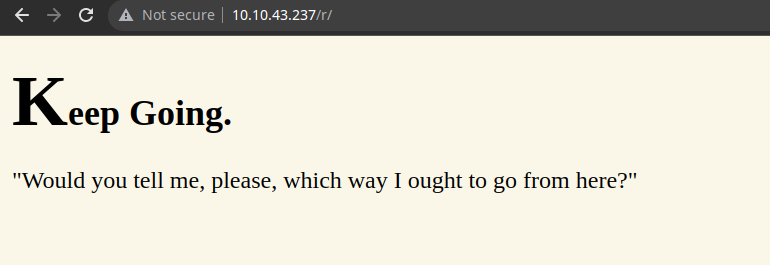 Not secure | 10.10.43.237/r/
Keep Going.
"Would you tell me, please, which way I ought to go from here?"